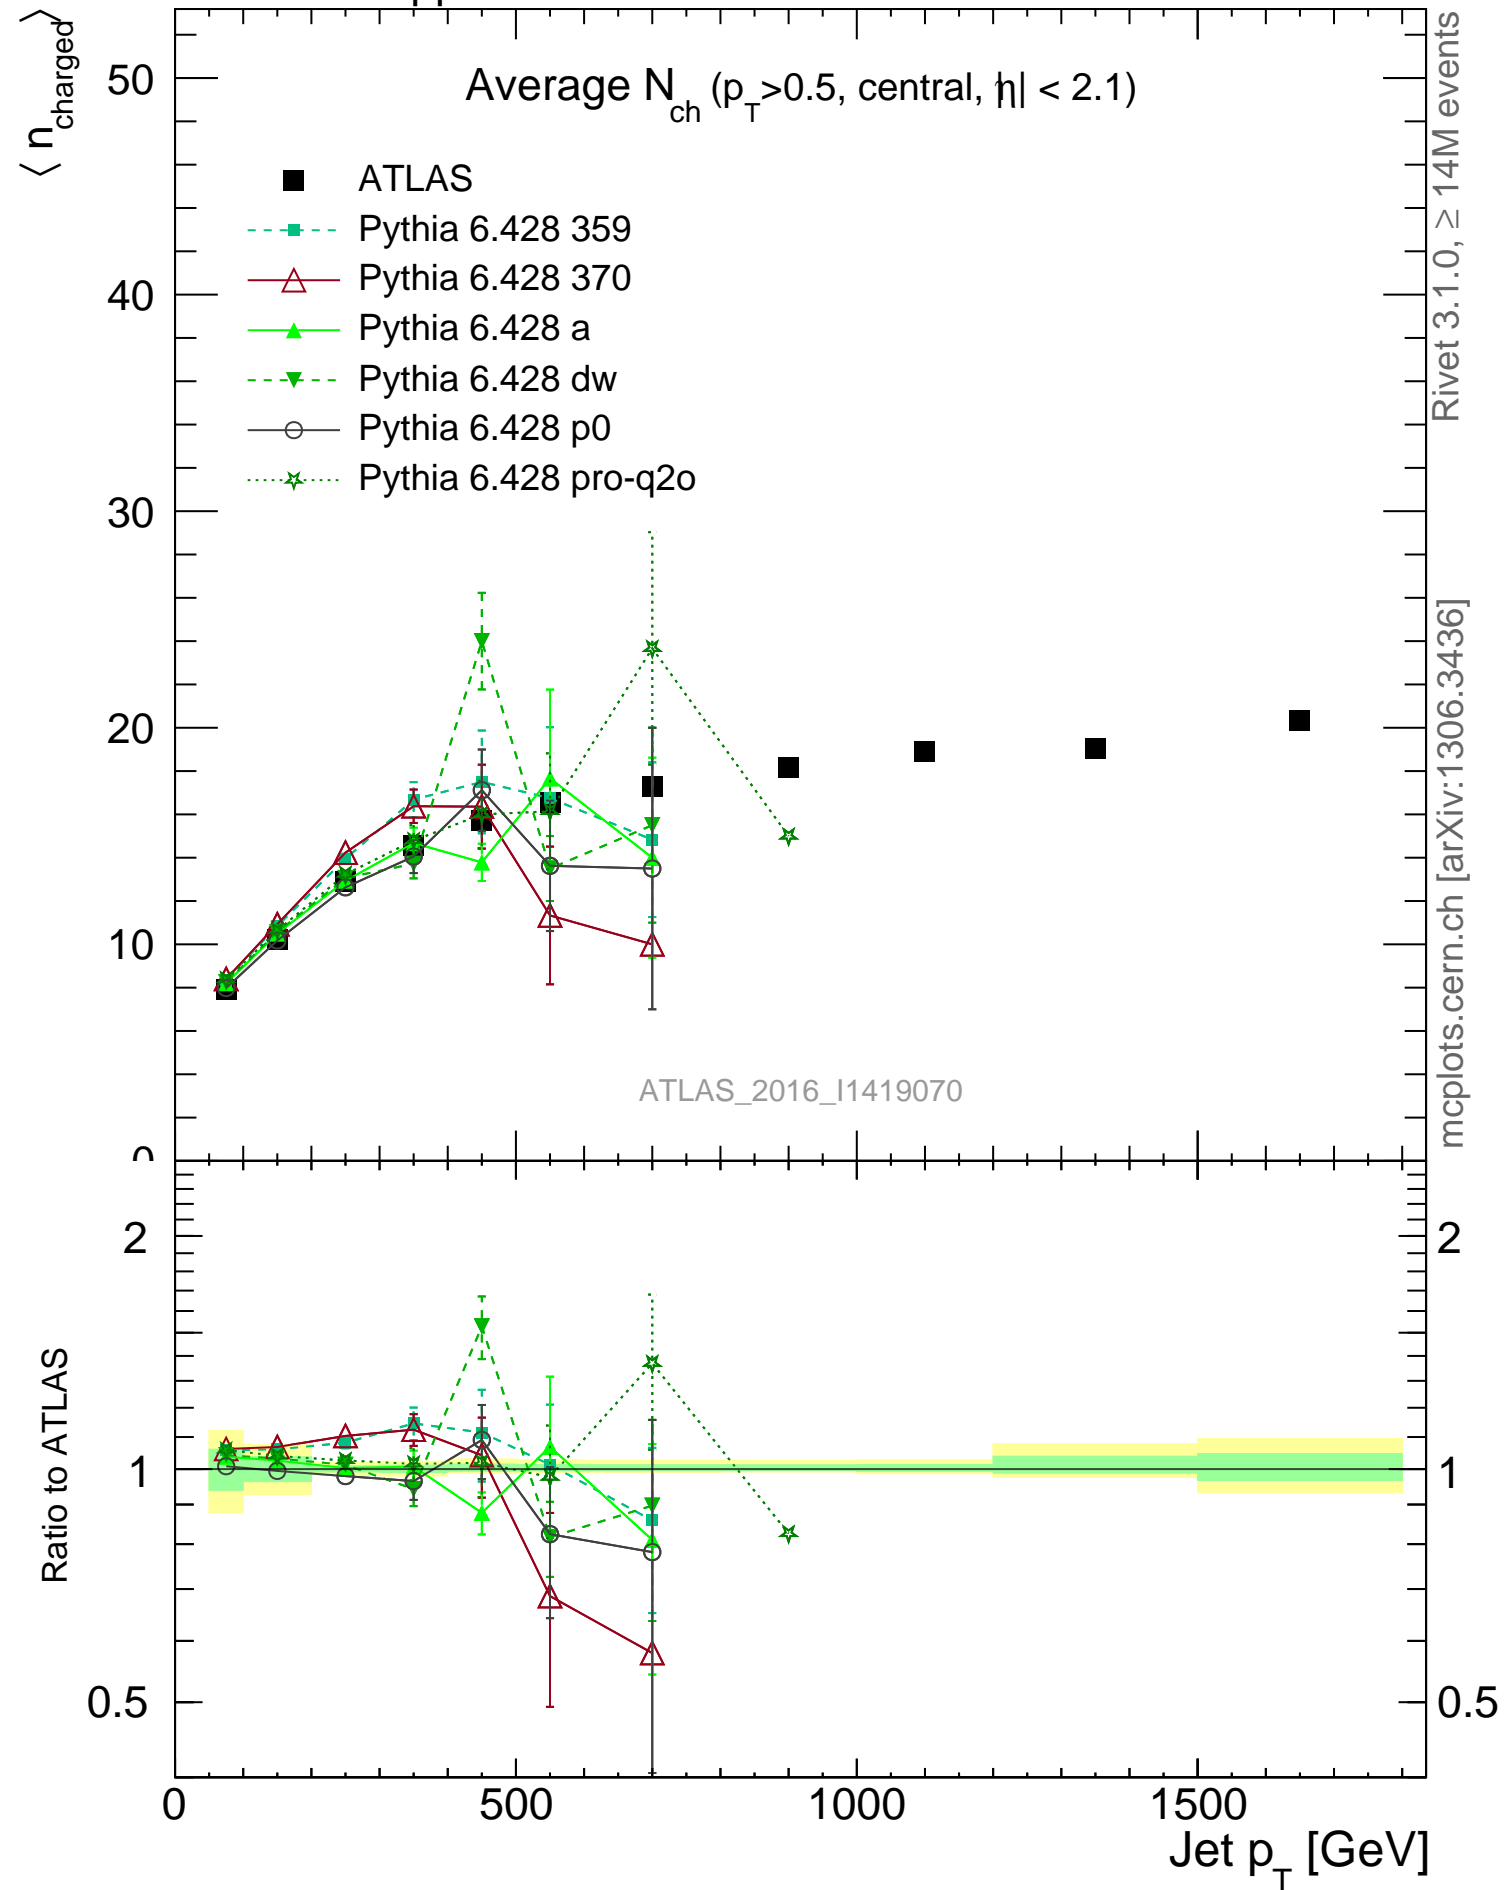 pp
⟨ n_charged ⟩
Average N_ch (p_T>0.5, central, |η| < 2.1)
ATLAS
Pythia 6.428 359
Pythia 6.428 370
Pythia 6.428 a
Pythia 6.428 dw
Pythia 6.428 p0
Pythia 6.428 pro-q2o
50
40
30
20
10
0
ATLAS_2016_I1419070
Rivet 3.1.0, ≥ 14M events
mcplots.cern.ch [arXiv:1306.3436]
Ratio to ATLAS
2
1
0.5
2
1
0.5
0
500
1000
1500
Jet p_T [GeV]